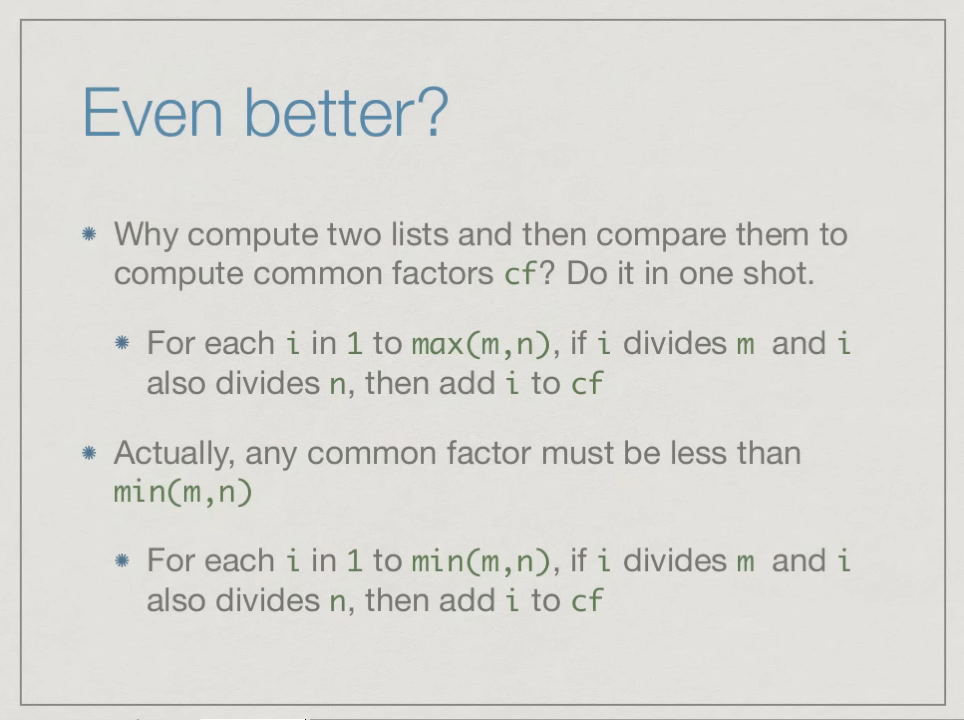 Even better?
Why compute two lists and then compare them to
compute common factors cf? Do it in one shot.
For each i in 1 to max(m,n), if i divides m and i
also divides n, then add i to cf
Actually, any common factor must be less than
min(m,n)
For each i in 1 to min(m,n), if i divides m and i
also divides n, then add i to cf